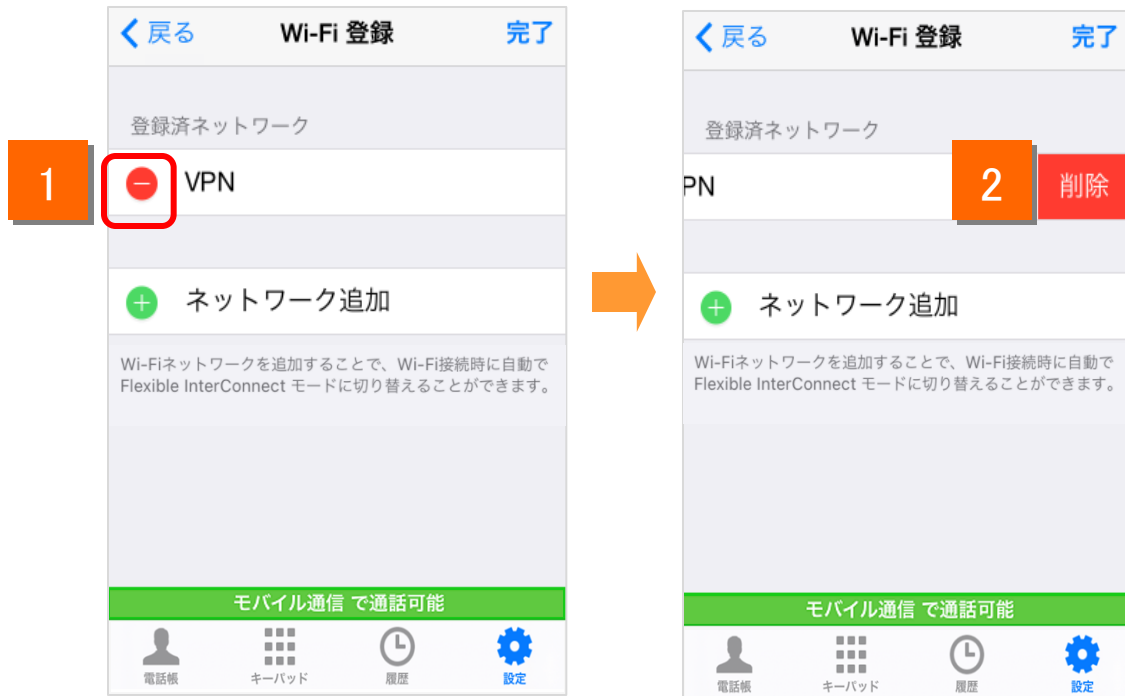 戻る
Wi-Fi 登録
完了
登録済ネットワーク
1
VPN
ネットワーク追加
Wi-Fiネットワークを追加することで、Wi-Fi接続時に自動で
Flexible InterConnect モードに切り替えることができます。
モバイル通信 で通話可能
電話帳
キーパッド
履歴
設定
戻る
Wi-Fi 登録
完了
登録済ネットワーク
PN
2
削除
ネットワーク追加
Wi-Fiネットワークを追加することで、Wi-Fi接続時に自動で
Flexible InterConnect モードに切り替えることができます。
モバイル通信 で通話可能
電話帳
キーパッド
履歴
設定